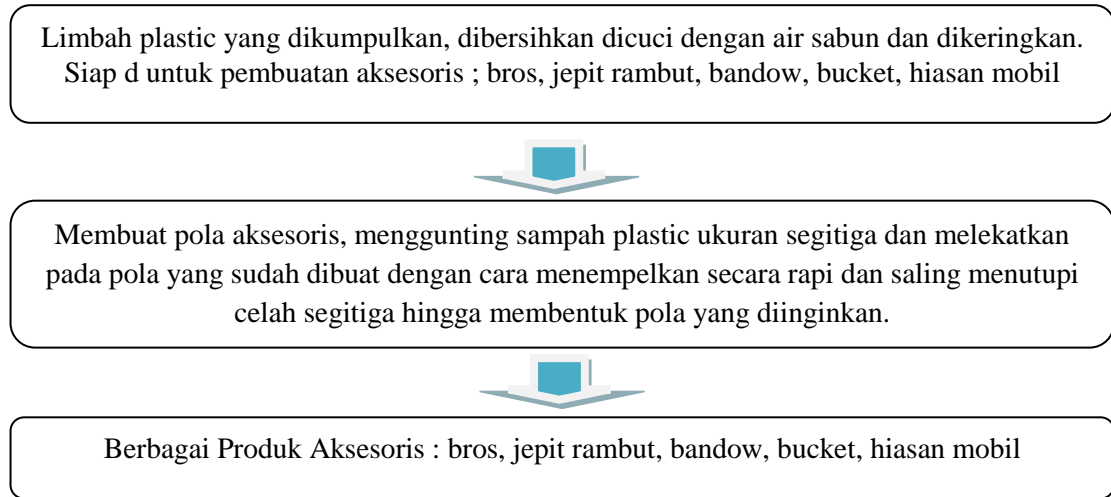 Limbah plastic yang dikumpulkan, dibersihkan dicuci dengan air sabun dan dikeringkan.
Siap d untuk pembuatan aksesoris ; bros, jepit rambut, bandow, bucket, hiasan mobil
Membuat pola aksesoris, menggunting sampah plastic ukuran segitiga dan melekatkan
pada pola yang sudah dibuat dengan cara menempelkan secara rapi dan saling menutupi
celah segitiga hingga membentuk pola yang diinginkan.
Berbagai Produk Aksesoris : bros, jepit rambut, bandow, bucket, hiasan mobil